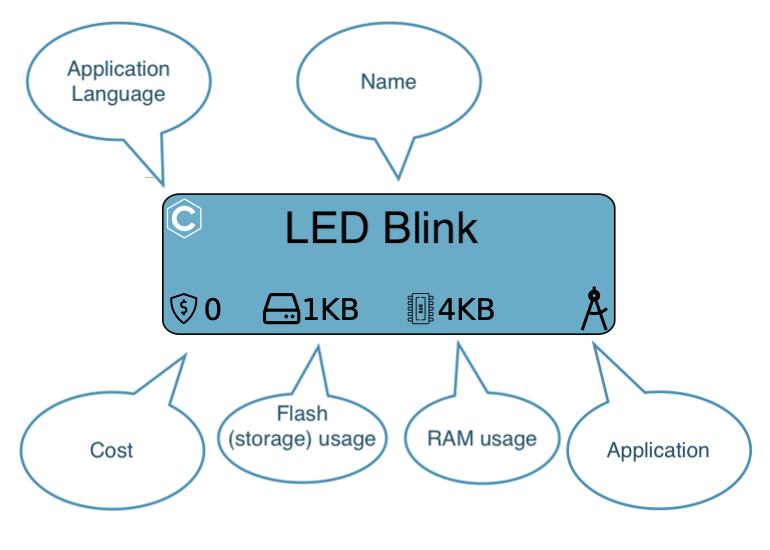 Application
Language
Name
C
LED Blink
$ 0
1KB
4KB
Cost
Flash
(storage) usage
RAM usage
Application